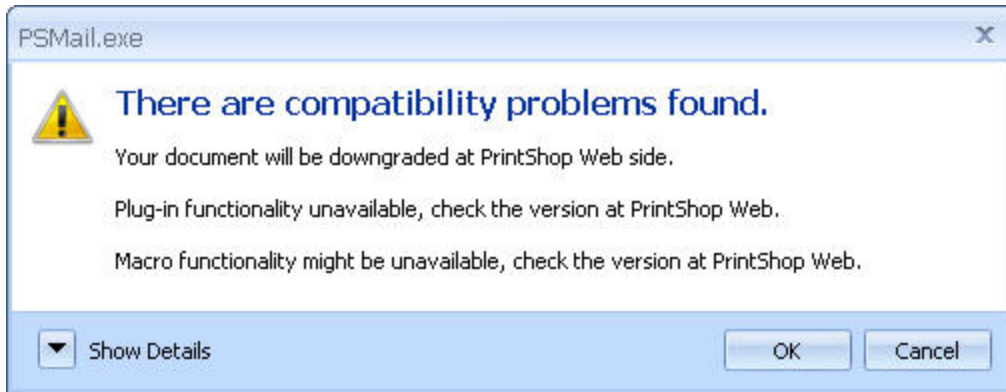 PSMail.exe
There are compatibility problems found.
Your document will be downgraded at PrintShop Web side.
Plug-in functionality unavailable, check the version at PrintShop Web.
Macro functionality might be unavailable, check the version at PrintShop Web.
Show Details OK Cancel